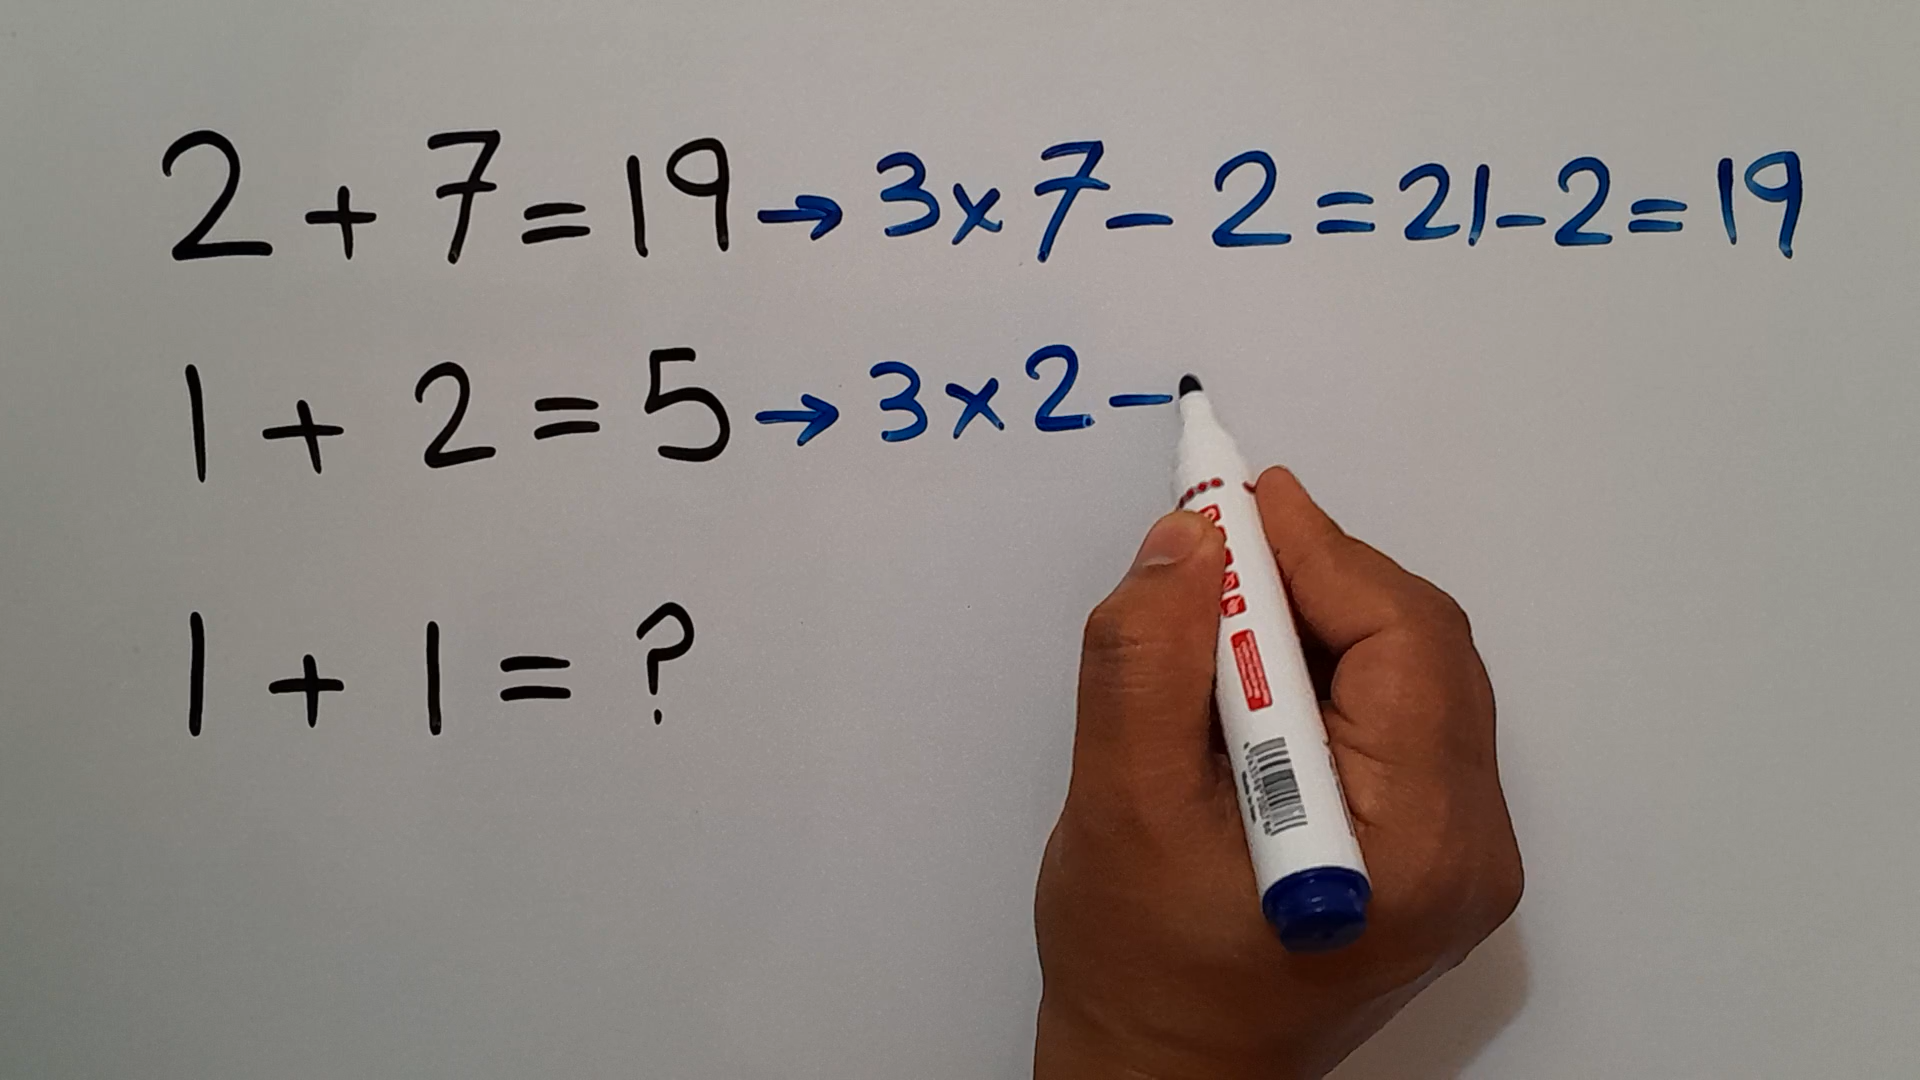 2 + 7 = 19 → 3 x 7 - 2 = 21 - 2 = 19
1 + 2 = 5 → 3 x 2 -
1 + 1 = ?